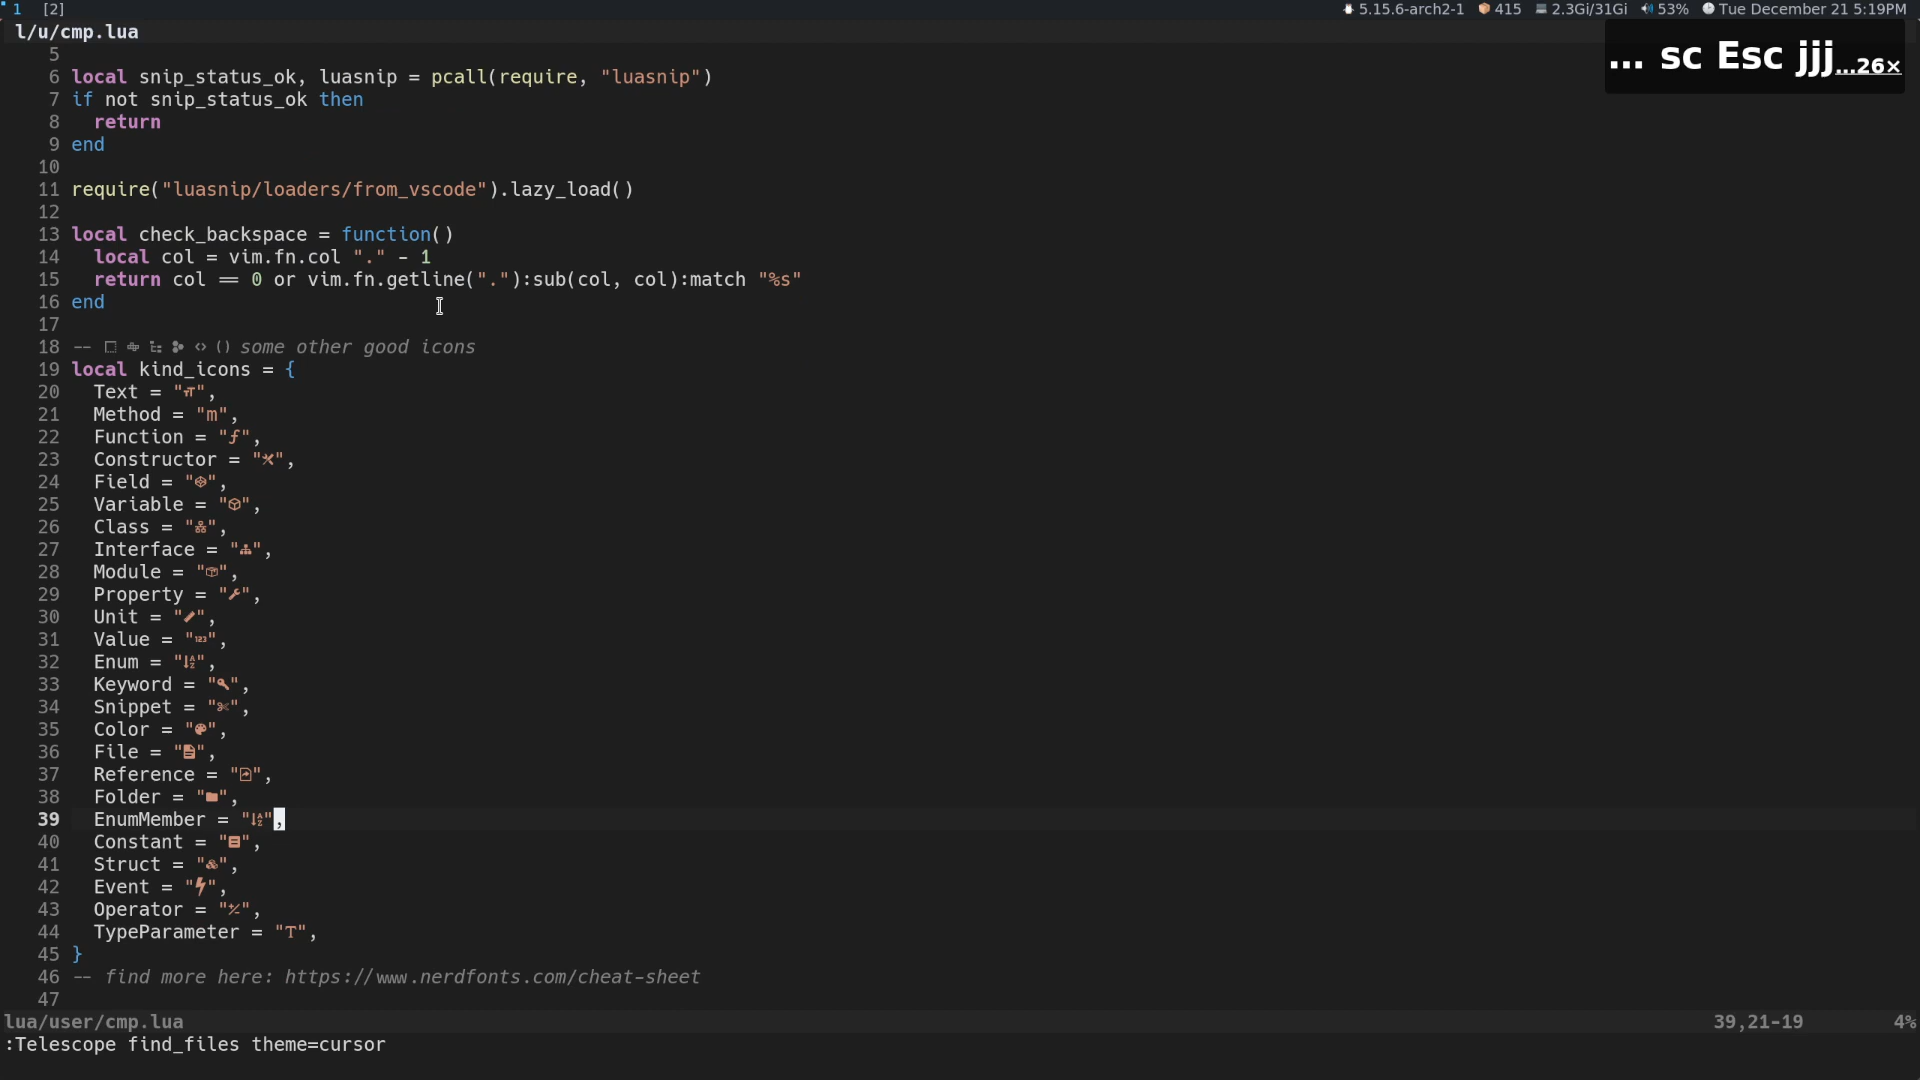 1 [2] 5.15.6-arch2-1 415 2.3Gi/31Gi 53% Tue December 21 5:19PM
l/u/cmp.lua
... sc Esc jjj...26×
5
6 local snip_status_ok, luasnip = pcall(require, "luasnip")
7 if not snip_status_ok then
8   return
9 end
10
11 require("luasnip/loaders/from_vscode").lazy_load()
12
13 local check_backspace = function()
14   local col = vim.fn.col "." - 1
15   return col == 0 or vim.fn.getline("."):sub(col, col):match "%s"
16 end
17
18 -- some other good icons
19 local kind_icons = {
20   Text = "",
21   Method = "m",
22   Function = "ƒ",
23   Constructor = "",
24   Field = "",
25   Variable = "",
26   Class = "",
27   Interface = "",
28   Module = "",
29   Property = "",
30   Unit = "",
31   Value = "",
32   Enum = "",
33   Keyword = "",
34   Snippet = "",
35   Color = "",
36   File = "",
37   Reference = "",
38   Folder = "",
39   EnumMember = "",
40   Constant = "",
41   Struct = "",
42   Event = "",
43   Operator = "",
44   TypeParameter = "T",
45 }
46 -- find more here: https://www.nerdfonts.com/cheat-sheet
47
lua/user/cmp.lua 39,21-19 4%
:Telescope find_files theme=cursor